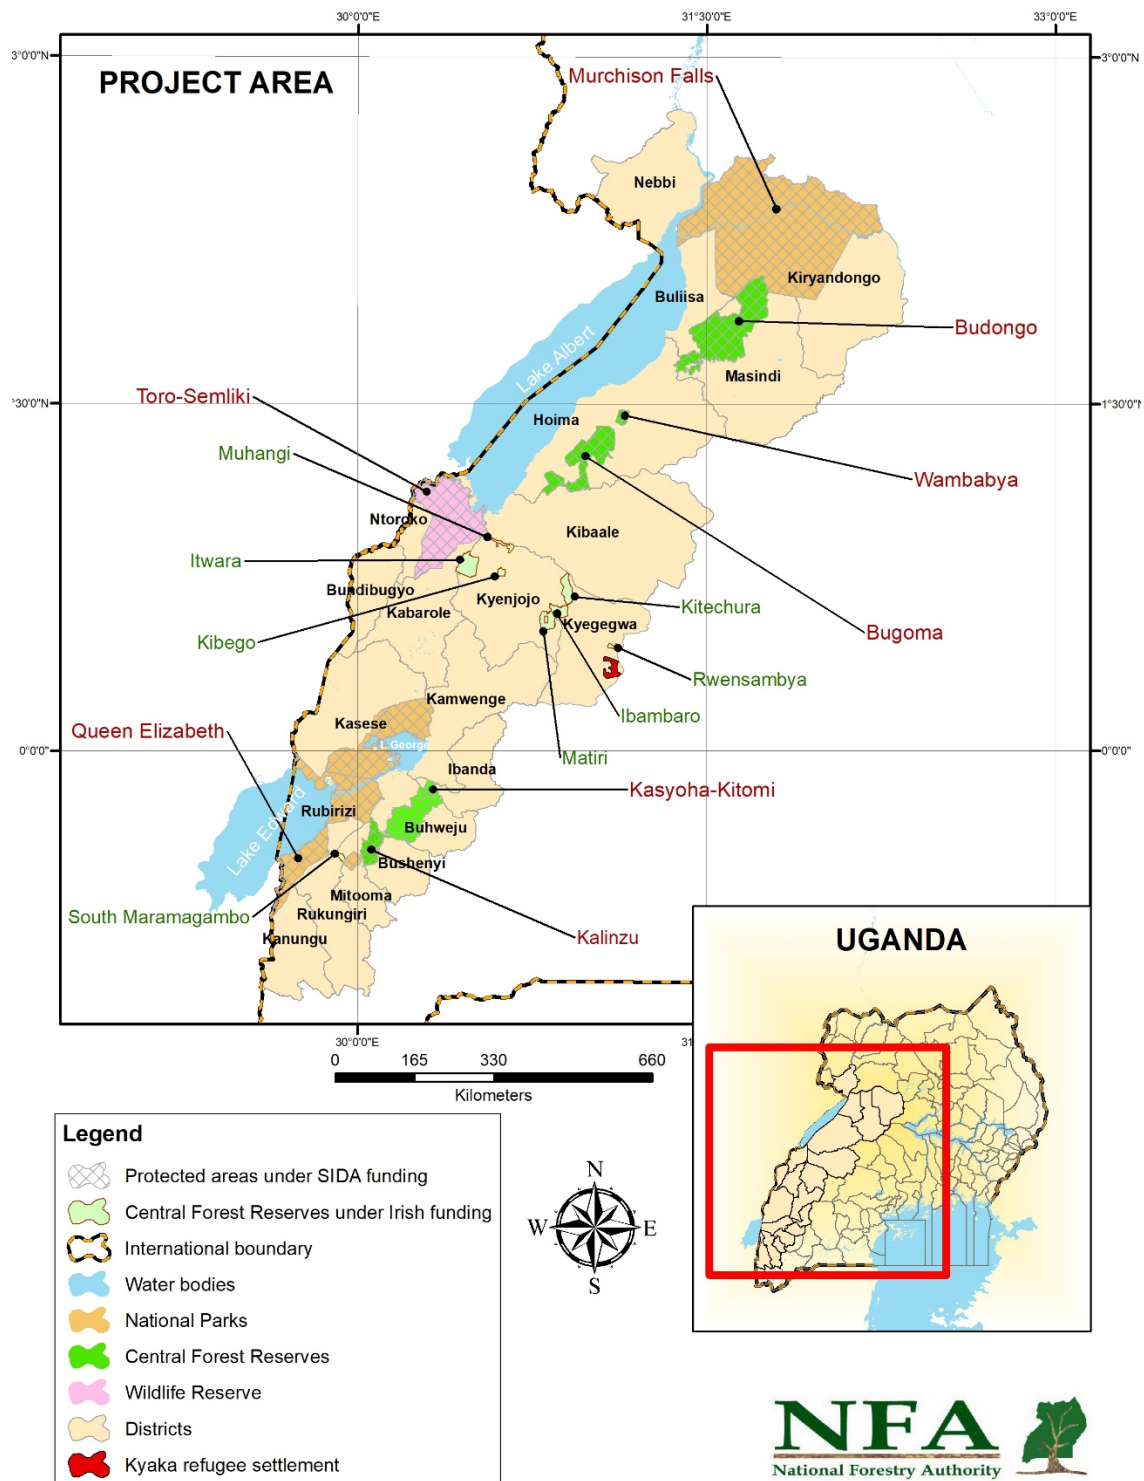 30°0'0"E
31°30'0"E
33°0'0"E
3°0'0"N
3°0'0"N
PROJECT AREA
Murchison Falls
Nebbi
Kiryandongo
Buliisa
Budongo
Lake Albert
Masindi
Toro-Semliki
°30'0"N
1°30'0"N
Hoima
Muhangi
Wambabya
Ntoroko
Kibaale
Itwara
Bundibugyo
Kyenjojo
Kabarole
Kitechura
Kyegegwa
Bugoma
Kibego
Rwensambya
Kamwenge
Ibambaro
Kasese
Queen Elizabeth
L.George
0°0'0"N
0°0'0"N
Matiri
Ibanda
Kasyoha-Kitomi
Lake Edward
Rubirizi
Buhweju
Bushenyi
Mitooma
South Maramagambo
Rukungiri
Kanungu
Kalinzu
UGANDA
30°0'0"E
31
0 165 330 660
Kilometers
Legend
Protected areas under SIDA funding
Central Forest Reserves under Irish funding
International boundary
Water bodies
National Parks
Central Forest Reserves
Wildlife Reserve
Districts
Kyaka refugee settlement
N
W E
S
NFA
National Forestry Authority